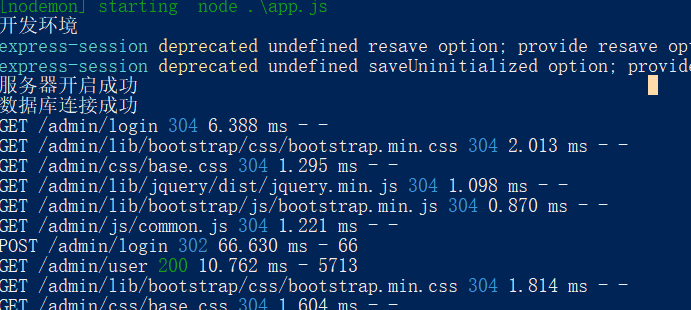 [nodemon] starting  node .\app.js
开发环境
express-session deprecated undefined resave option; provide resave opt
express-session deprecated undefined saveUninitialized option; provide
服务器开启成功
数据库连接成功
GET /admin/login 304 6.388 ms - -
GET /admin/lib/bootstrap/css/bootstrap.min.css 304 2.013 ms - -
GET /admin/css/base.css 304 1.295 ms - -
GET /admin/lib/jquery/dist/jquery.min.js 304 1.098 ms - -
GET /admin/lib/bootstrap/js/bootstrap.min.js 304 0.870 ms - -
GET /admin/js/common.js 304 1.221 ms - -
POST /admin/login 302 66.630 ms - 66
GET /admin/user 200 10.762 ms - 5713
GET /admin/lib/bootstrap/css/bootstrap.min.css 304 1.814 ms - -
GET /admin/css/base.css 304 1.604 ms - -